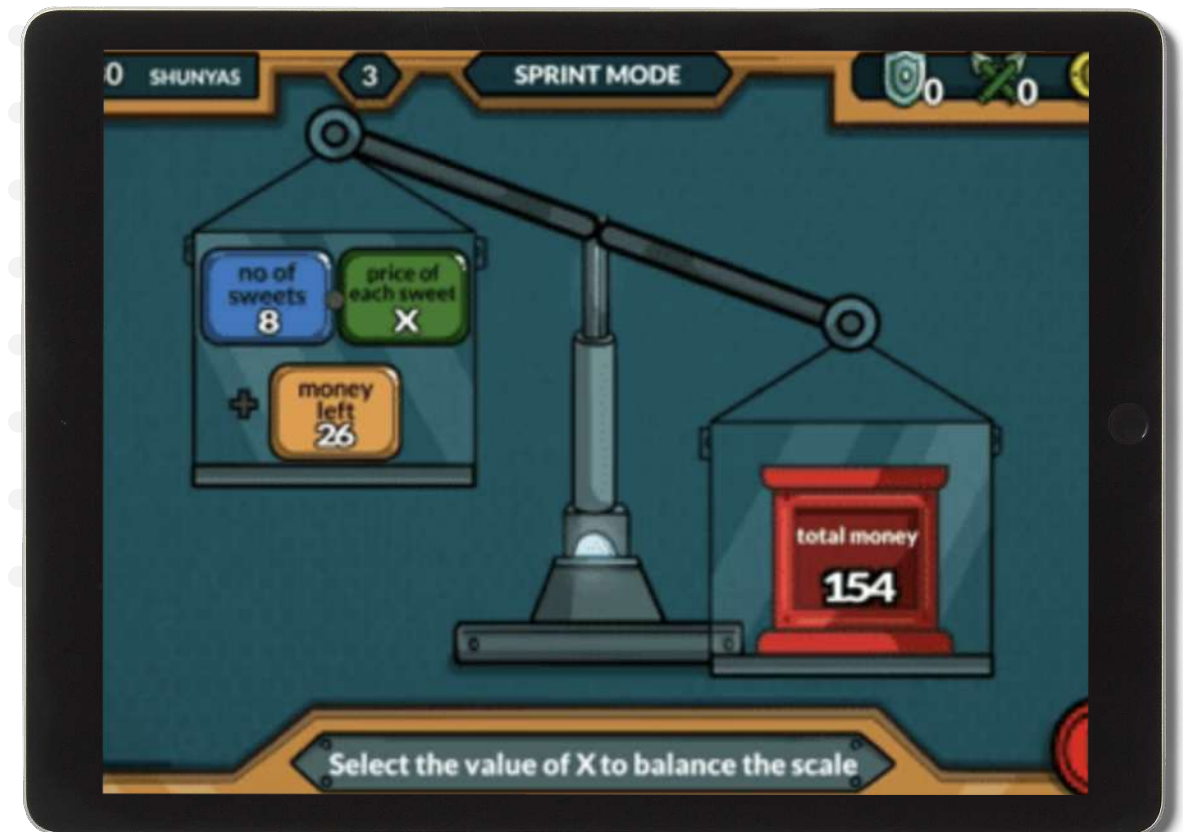 0 SHUNYAS
3
SPRINT MODE
0
0
no of
sweets
8
price of
each sweet
X
+
money
left
26
total money
154
Select the value of X to balance the scale